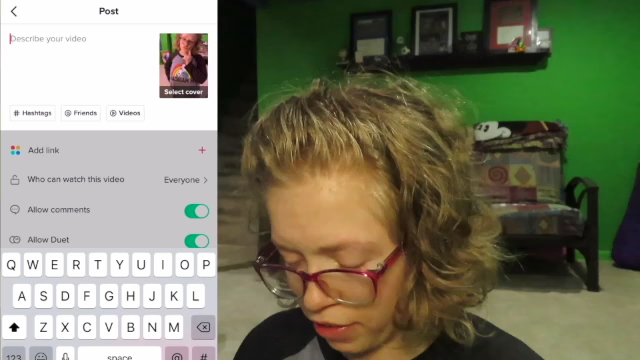 Post
Describe your video
Select cover
# Hashtags @ Friends Videos
Add link +
Who can watch this video Everyone >
Allow comments
Allow Duet
Q W E R T Y U I O P
A S D F G H J K L
Z X C V B N M
123 space @ #